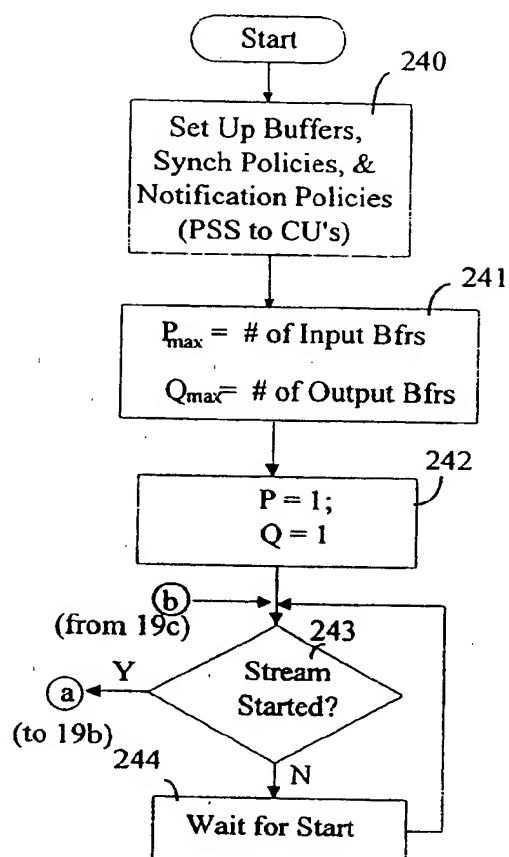 Start
240
Set Up Buffers,
Synch Policies, &
Notification Policies
(PSS to CU's)
241
Pmax = # of Input Bfrs
Qmax= # of Output Bfrs
242
P = 1;
Q = 1
b
(from 19c)
243
Stream
Started?
Y
a
(to 19b)
N
244
Wait for Start